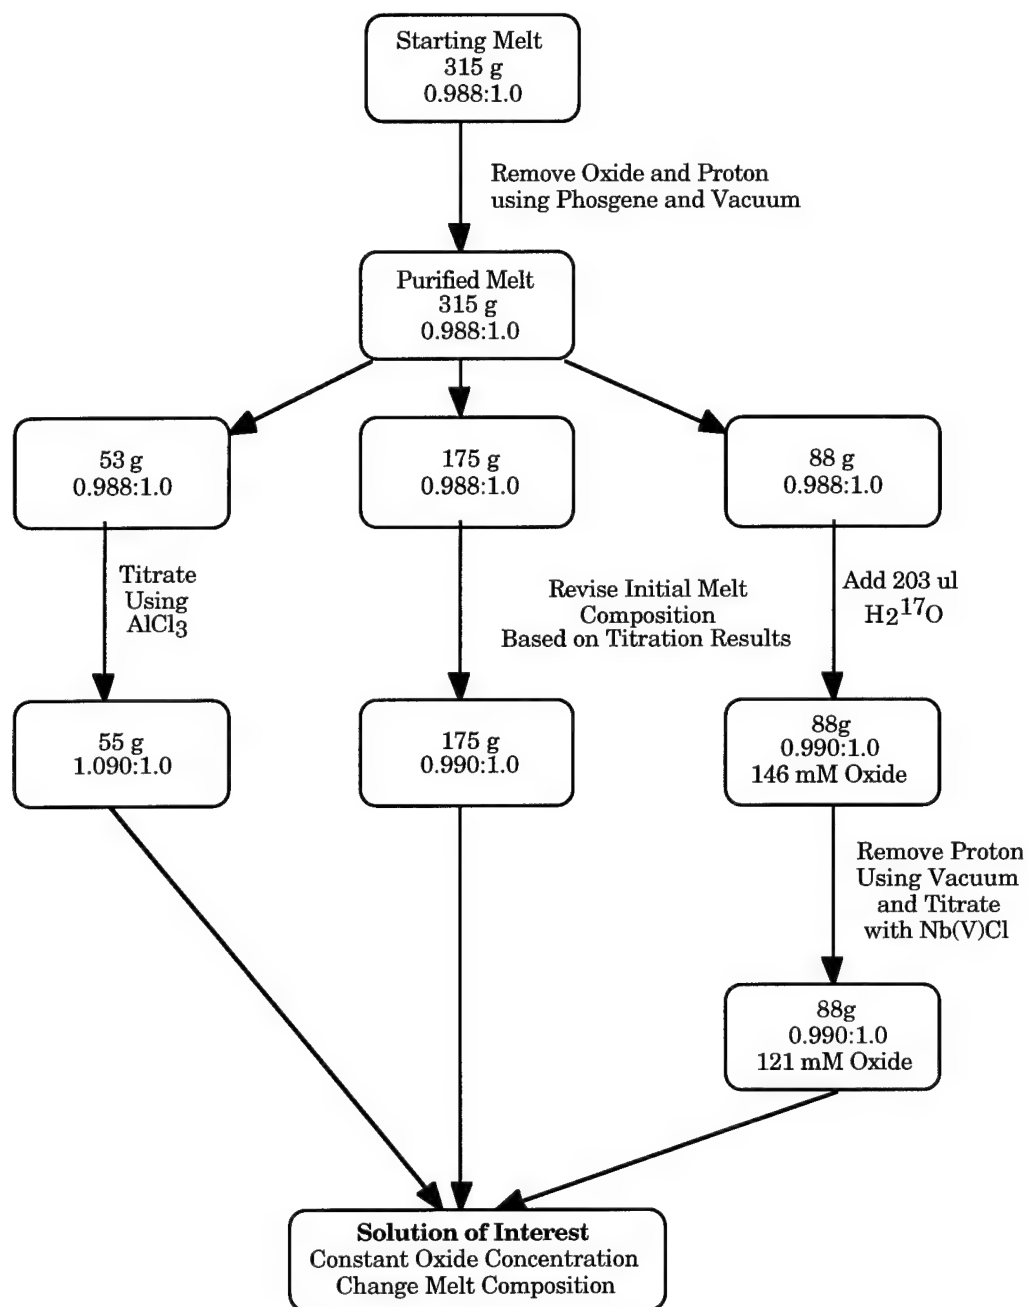 Starting Melt
315 g
0.988:1.0
Remove Oxide and Proton
using Phosgene and Vacuum
Purified Melt
315 g
0.988:1.0
53 g
0.988:1.0
175 g
0.988:1.0
88 g
0.988:1.0
Titrate
Using
AlCl3
Revise Initial Melt
Composition
Based on Titration Results
Add 203 ul
H217O
55 g
1.090:1.0
175 g
0.990:1.0
88g
0.990:1.0
146 mM Oxide
Remove Proton
Using Vacuum
and Titrate
with Nb(V)Cl
88g
0.990:1.0
121 mM Oxide
Solution of Interest
Constant Oxide Concentration
Change Melt Composition